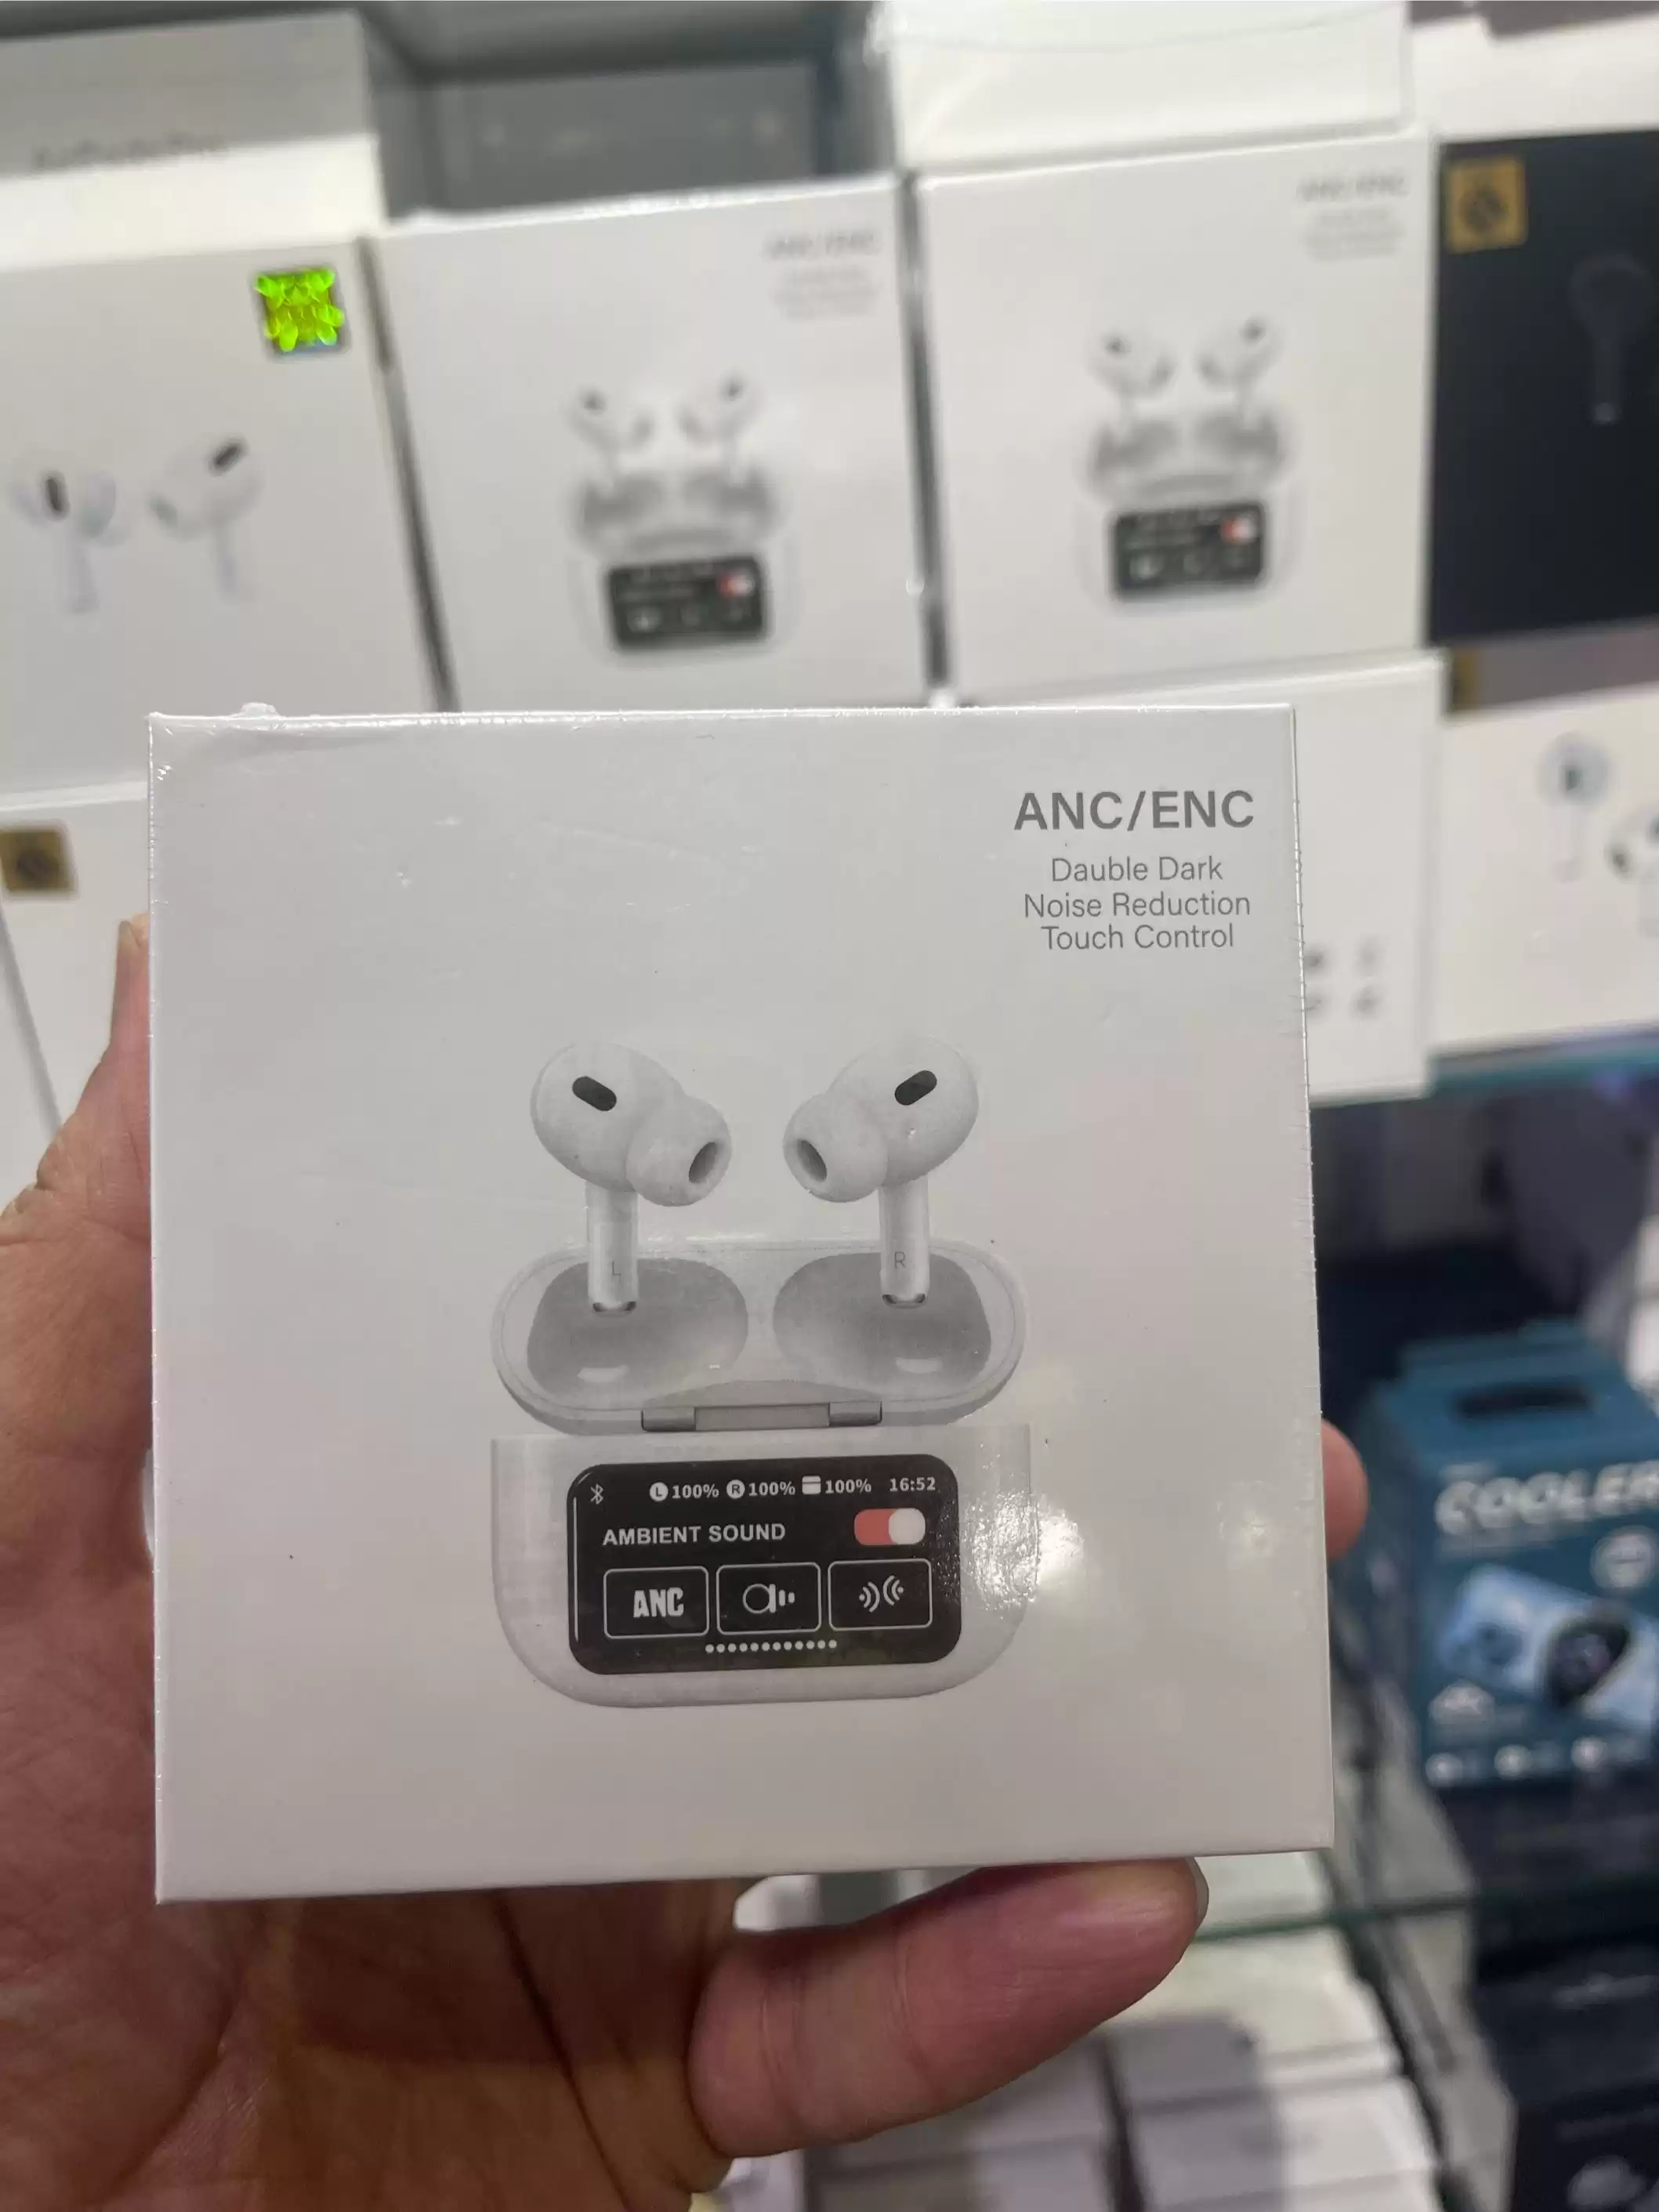 ANC/ENC
Dauble Dark
Noise Reduction
Touch Control
L
R
L 100% R 100% 100% 16:52
AMBIENT SOUND
ANC
COOLER